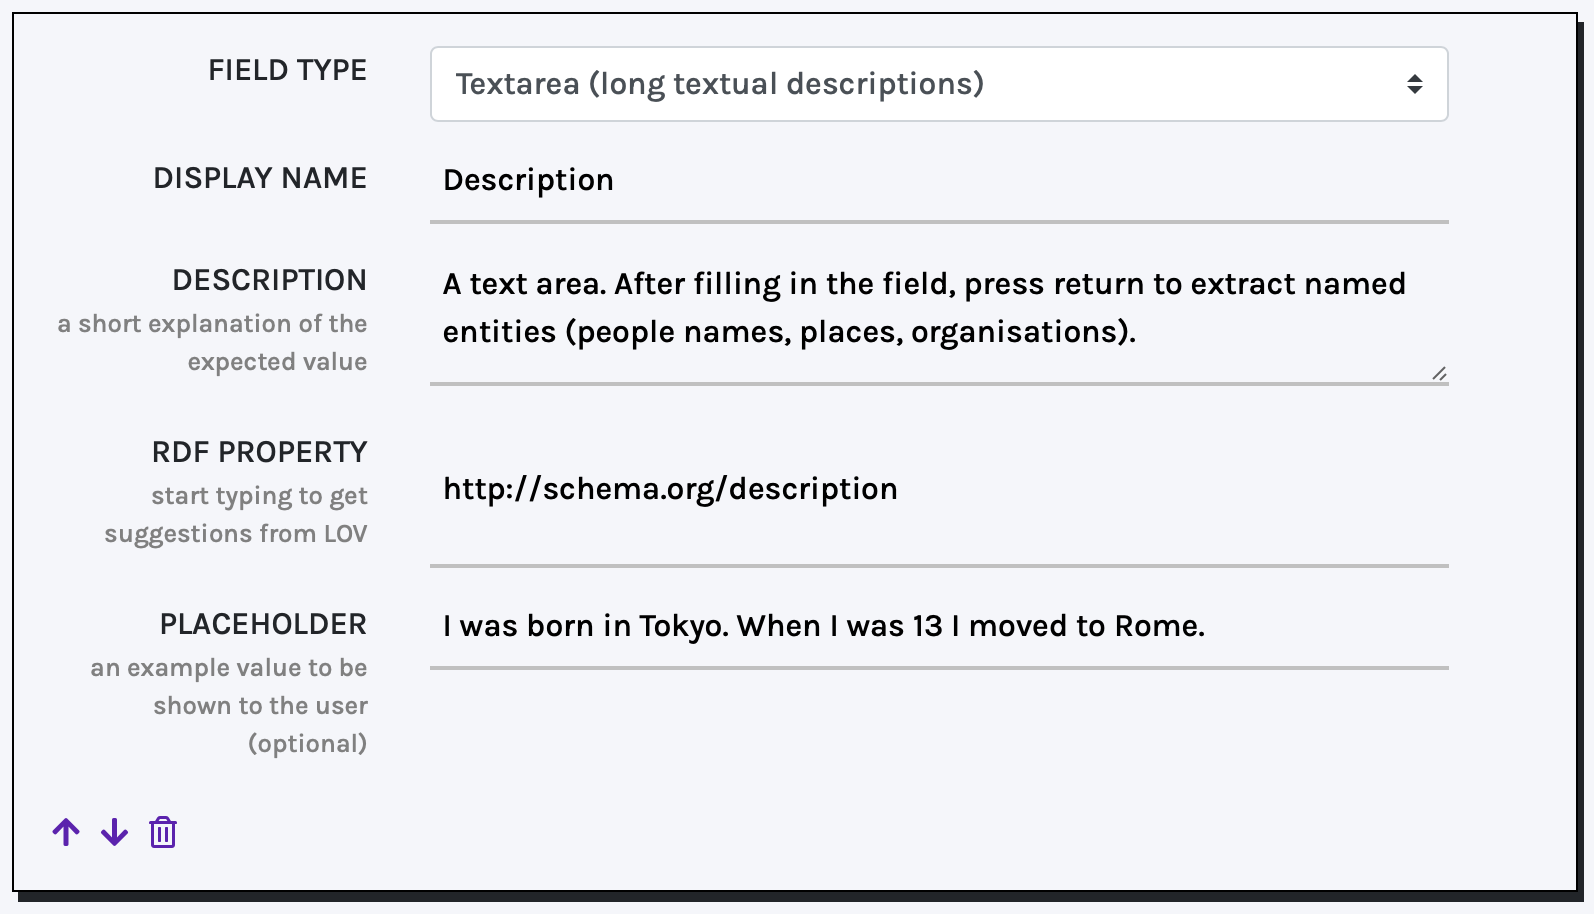 FIELD TYPE
Textarea (long textual descriptions)
DISPLAY NAME
Description
DESCRIPTION
a short explanation of the
expected value
A text area. After filling in the field, press return to extract named
entities (people names, places, organisations).
RDF PROPERTY
start typing to get
suggestions from LOV
http://schema.org/description
PLACEHOLDER
an example value to be
shown to the user
(optional)
I was born in Tokyo. When I was 13 I moved to Rome.